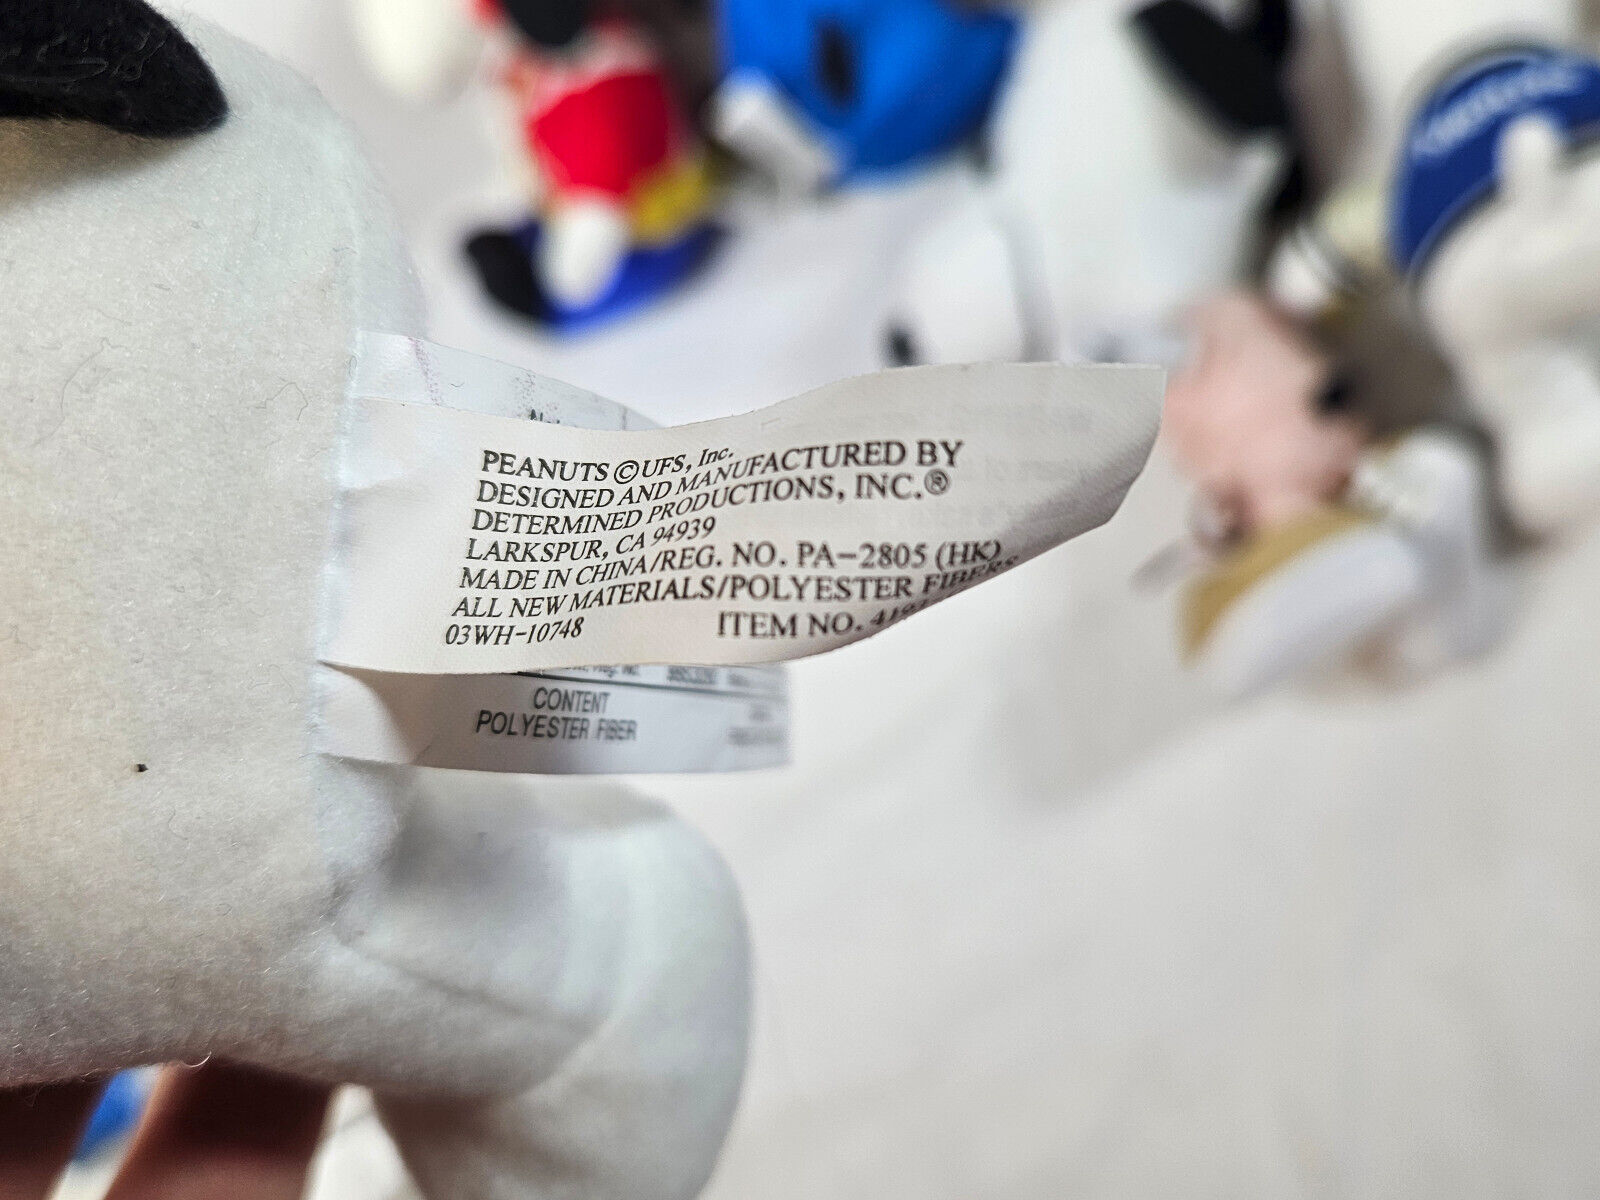 PEANUTS ©UFS, Inc.
DESIGNED AND MANUFACTURED BY
DETERMINED PRODUCTIONS, INC.®
LARKSPUR, CA 94939
MADE IN CHINA/REG. NO. PA-2805 (HK)
ALL NEW MATERIALS/POLYESTER FIBERS
03WH-10748 ITEM NO.
CONTENT
POLYESTER FIBER